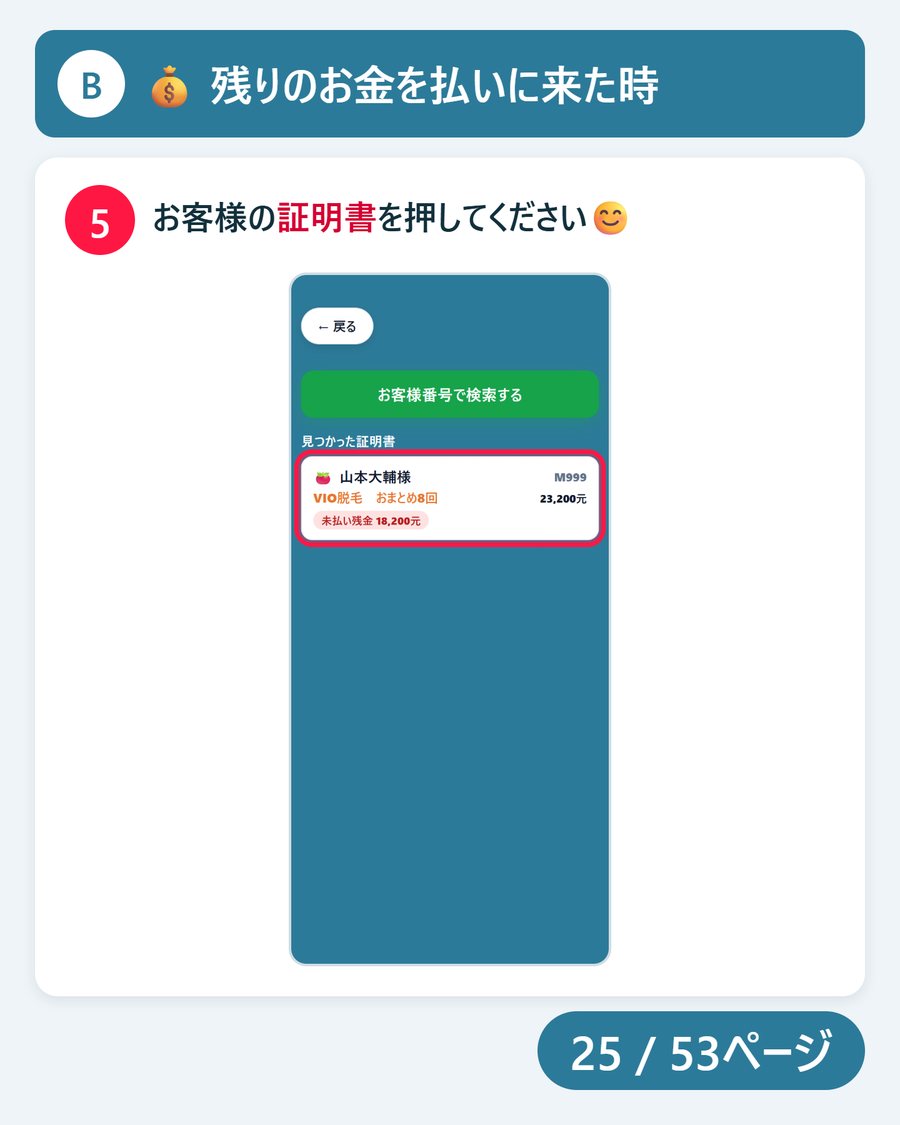 B 💰 残りのお金を払いに来た時
5 お客様の証明書を押してください😊
← 戻る
お客様番号で検索する
見つかった証明書
山本大輔様 M999
VIO脱毛　おまとめ8回 23,200元
未払い残金 18,200元
25 / 53ページ